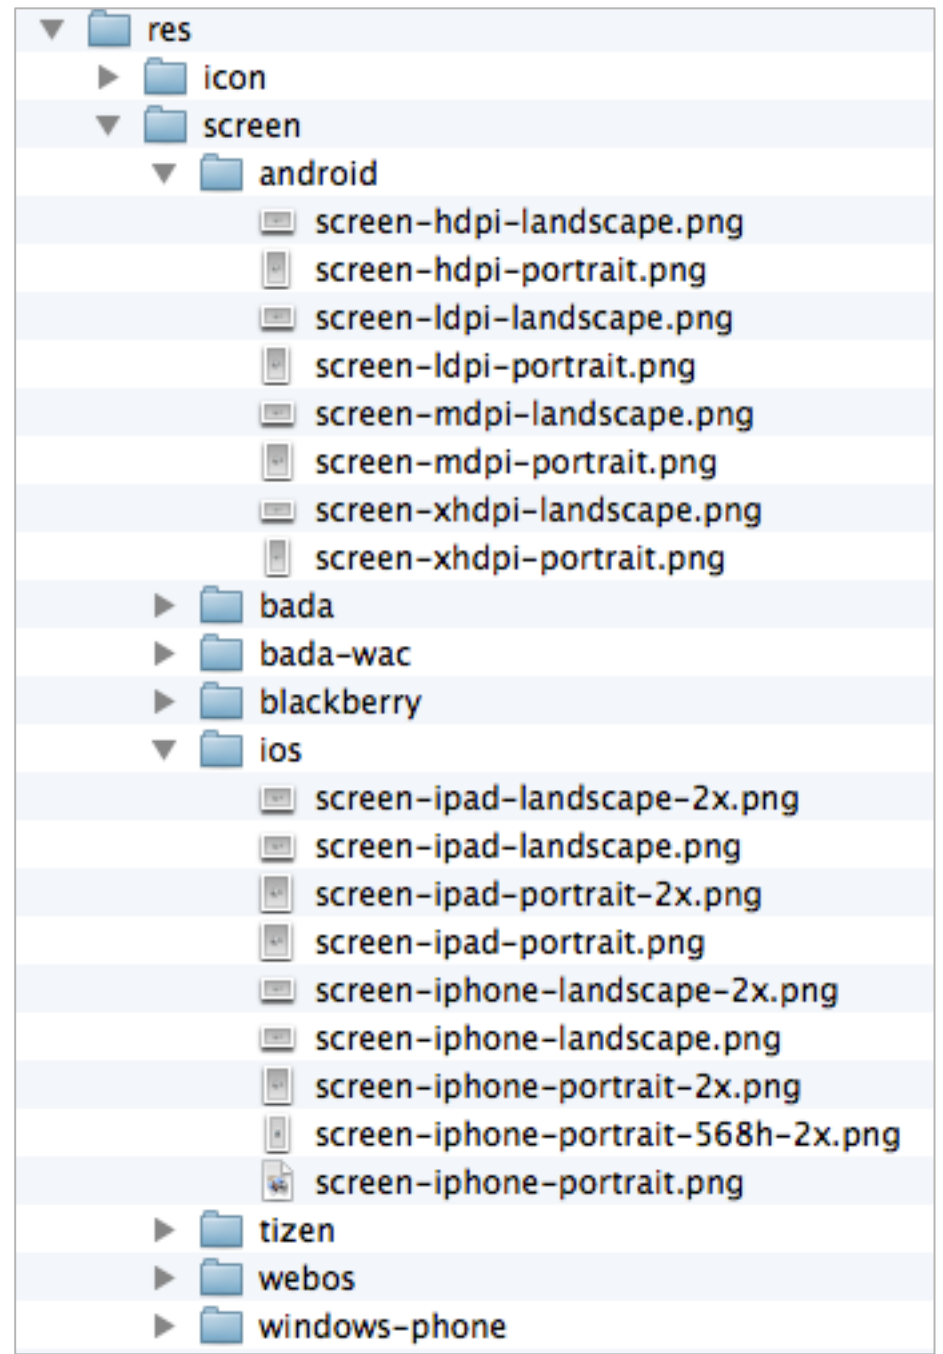 res
icon
screen
android
screen-hdpi-landscape.png
screen-hdpi-portrait.png
screen-ldpi-landscape.png
screen-ldpi-portrait.png
screen-mdpi-landscape.png
screen-mdpi-portrait.png
screen-xhdpi-landscape.png
screen-xhdpi-portrait.png
bada
bada-wac
blackberry
ios
screen-ipad-landscape-2x.png
screen-ipad-landscape.png
screen-ipad-portrait-2x.png
screen-ipad-portrait.png
screen-iphone-landscape-2x.png
screen-iphone-landscape.png
screen-iphone-portrait-2x.png
screen-iphone-portrait-568h-2x.png
screen-iphone-portrait.png
tizen
webos
windows-phone